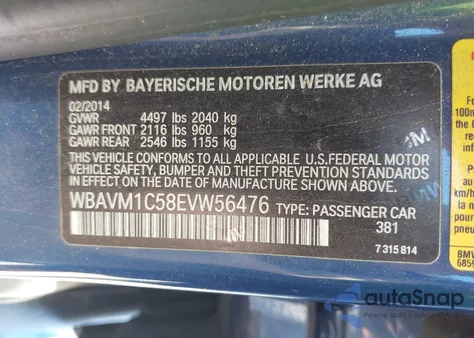 MFD BY BAYERISCHE MOTOREN WERKE AG
02/2014
GVWR 4497 lbs 2040 kg
GAWR FRONT 2116 lbs 960 kg
GAWR REAR 2546 lbs 1155 kg
THIS VEHICLE CONFORMS TO ALL APPLICABLE U.S.FEDERAL MOTOR
VEHICLE SAFETY, BUMPER AND THEFT PREVENTION STANDARDS
IN EFFECT ON THE DATE OF MANUFACTURE SHOWN ABOVE.
WBAVM1C58EVW56476 TYPE: PASSENGER CAR
381
7 315 814
autoSnap